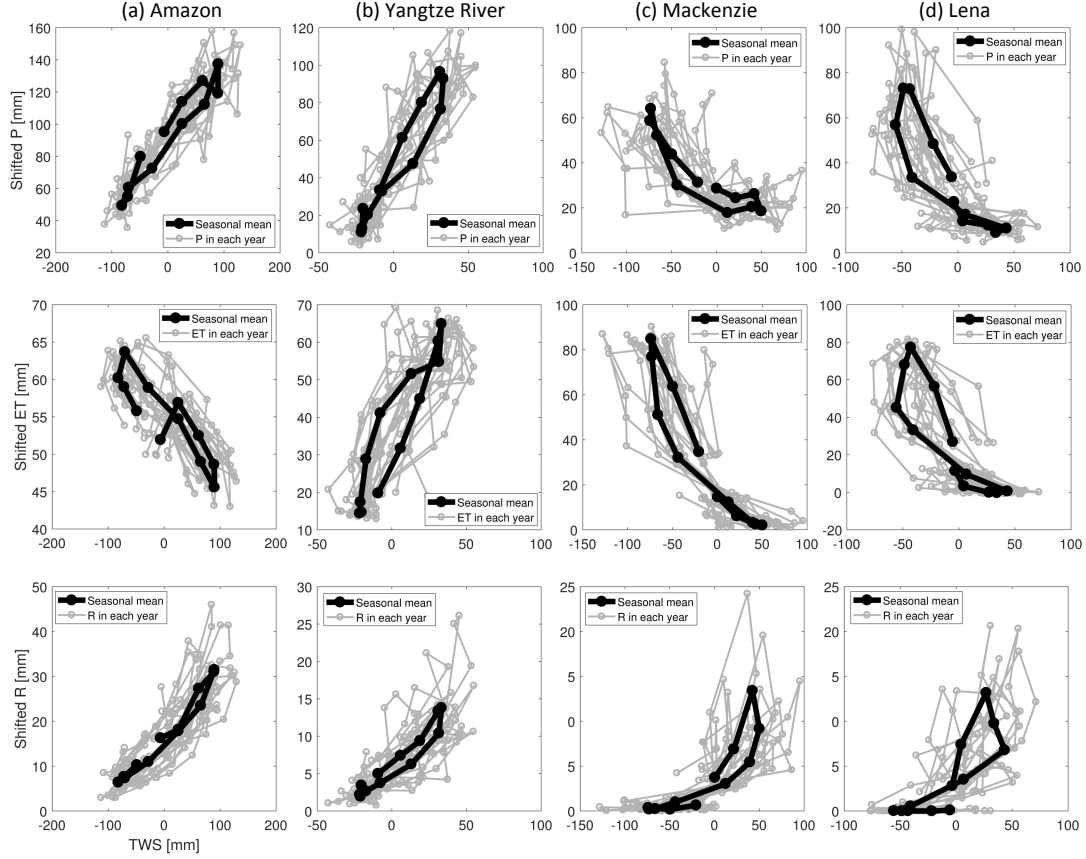 (a) Amazon (b) Yangtze River (c) Mackenzie (d) Lena
Shifted P [mm]
160
140
120
100
80
60
40
20
-200 -100 0 100 200
Seasonal mean
P in each year
120
100
80
60
40
20
0
-50 0 50 100
Seasonal mean
P in each year
100
80
60
40
20
0
-150 -100 -50 0 50 100
Seasonal mean
P in each year
100
80
60
40
20
0
-100 -50 0 50 100
Seasonal mean
P in each year
Shifted ET [mm]
70
65
60
55
50
45
40
-200 -100 0 100 200
Seasonal mean
ET in each year
70
60
50
40
30
20
10
-50 0 50 100
Seasonal mean
ET in each year
100
80
60
40
20
0
-150 -100 -50 0 50 100
Seasonal mean
ET in each year
100
80
60
40
20
0
-20
-100 -50 0 50 100
Seasonal mean
ET in each year
Shifted R [mm]
50
40
30
20
10
0
-200 -100 0 100 200
TWS [mm]
Seasonal mean
R in each year
30
25
20
15
10
5
0
-50 0 50 100
Seasonal mean
R in each year
25
20
5
0
5
0
-150 -100 -50 0 50 100
Seasonal mean
R in each year
25
20
5
0
5
0
-100 -50 0 50 100
Seasonal mean
R in each year